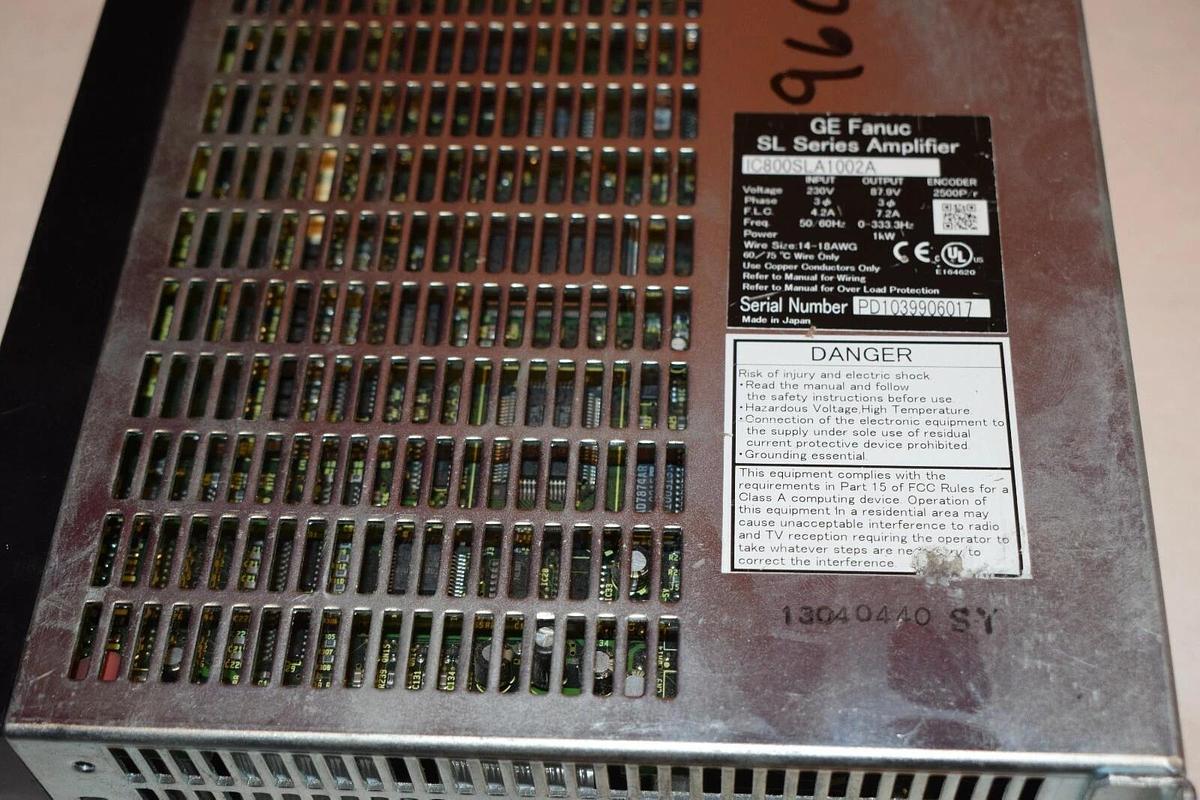 960
GE Fanuc
SL Series Amplifier
IC800SLA1002A
INPUT OUTPUT ENCODER
Voltage 230V 87.9V 2500P/r
Phase 3ϕ 3ϕ
F.L.C. 4.2A 7.2A
Freq. 50/60Hz 0-333.3Hz
Power 1kW
Wire Size:14-18AWG
60/75 °C Wire Only
Use Copper Conductors Only
Refer to Manual for Wiring
Refer to Manual for Over Load Protection
CE c UL us
E164620
Serial Number PD1039906017
Made in Japan
DANGER
Risk of injury and electric shock
・Read the manual and follow
the safety instructions before use.
・Hazardous Voltage,High Temperature.
・Connection of the electronic equipment to
the supply under sole use of residual
current protective device prohibited.
・Grounding essential.
This equipment complies with the
requirements in Part 15 of FCC Rules for a
Class A computing device. Operation of
this equipment in a residential area may
cause unacceptable interference to radio
and TV reception requiring the operator to
take whatever steps are to
correct the interference.
13040440 SY